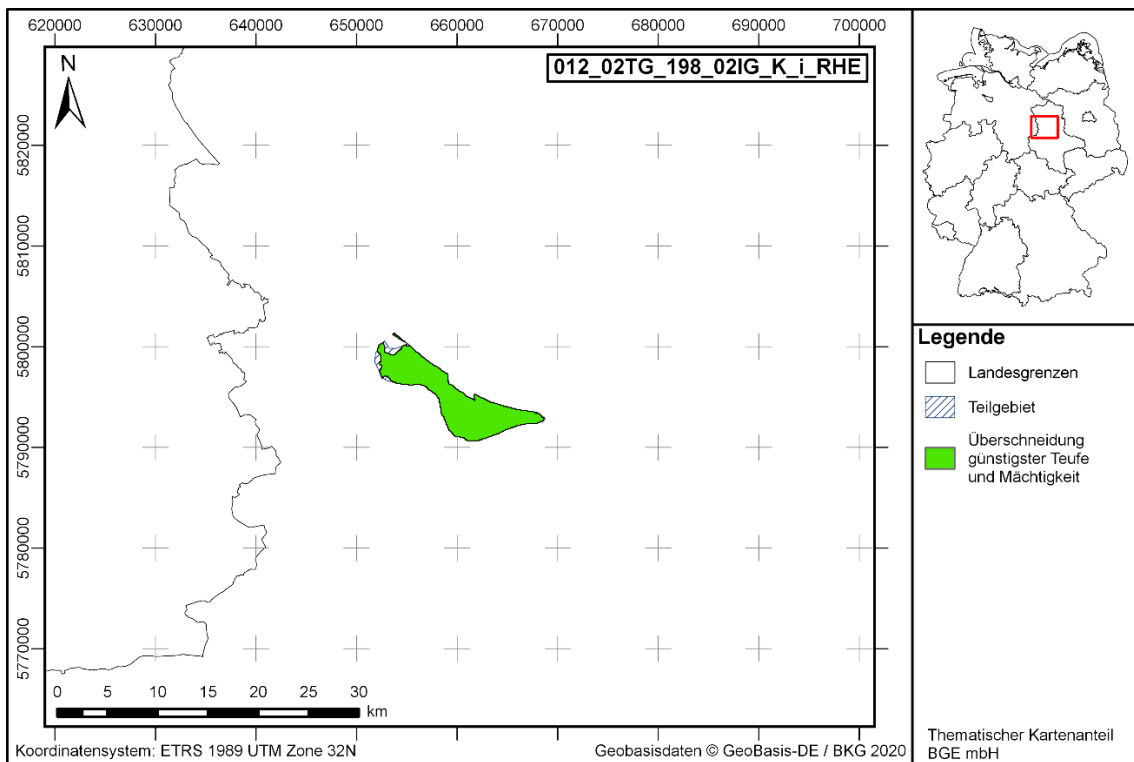 620000 630000 640000 650000 660000 670000 680000 690000 700000
012_02TG_198_02IG_K_i_RHE
N
5820000
5810000
5800000
5790000
5780000
5770000
0 5 10 15 20 25 30
km
Koordinatensystem: ETRS 1989 UTM Zone 32N
Geobasisdaten © GeoBasis-DE / BKG 2020
Legende
Landesgrenzen
Teilgebiet
Überschneidung
günstigster Teufe
und Mächtigkeit
Thematischer Kartenanteil
BGE mbH